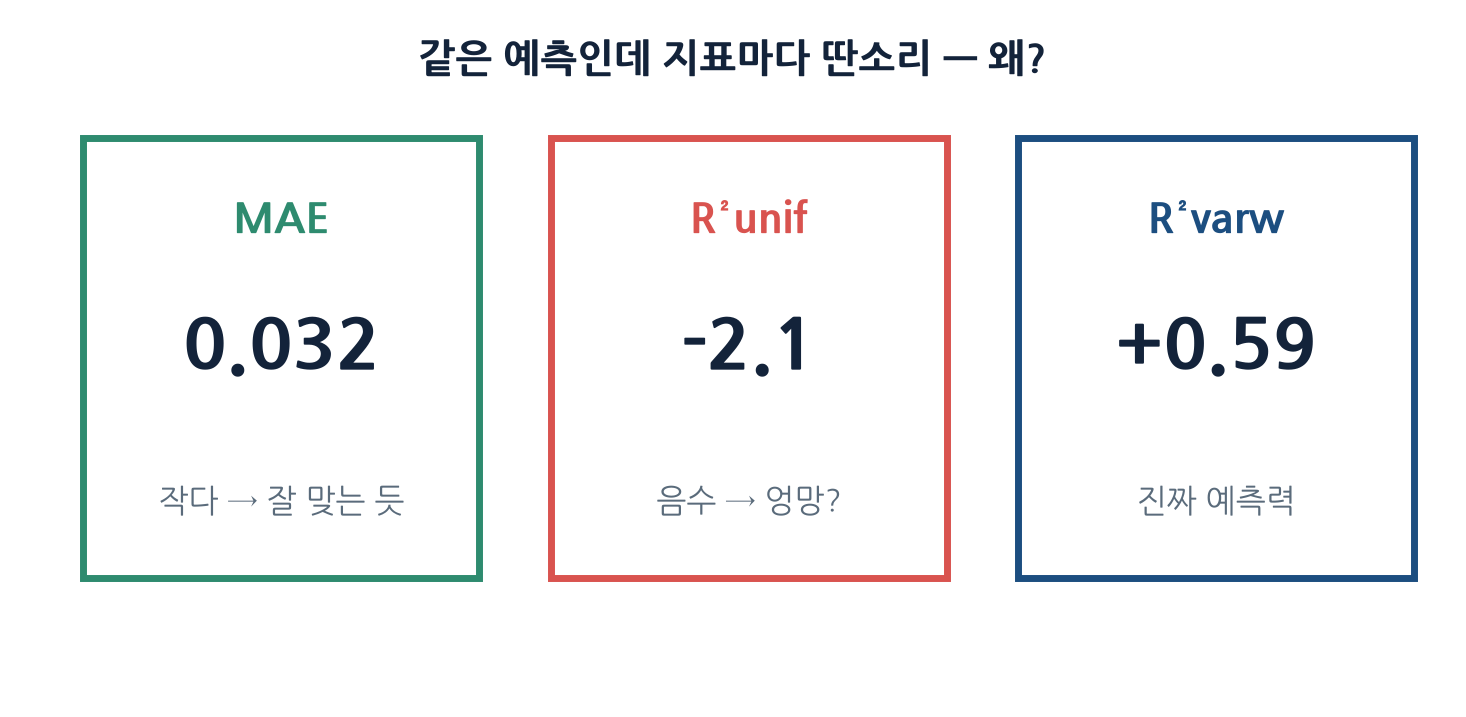 같은 예측인데 지표마다 딴소리 — 왜?
MAE
0.032
작다 → 잘 맞는 듯
R²unif
-2.1
음수 → 엉망?
R²varw
+0.59
진짜 예측력